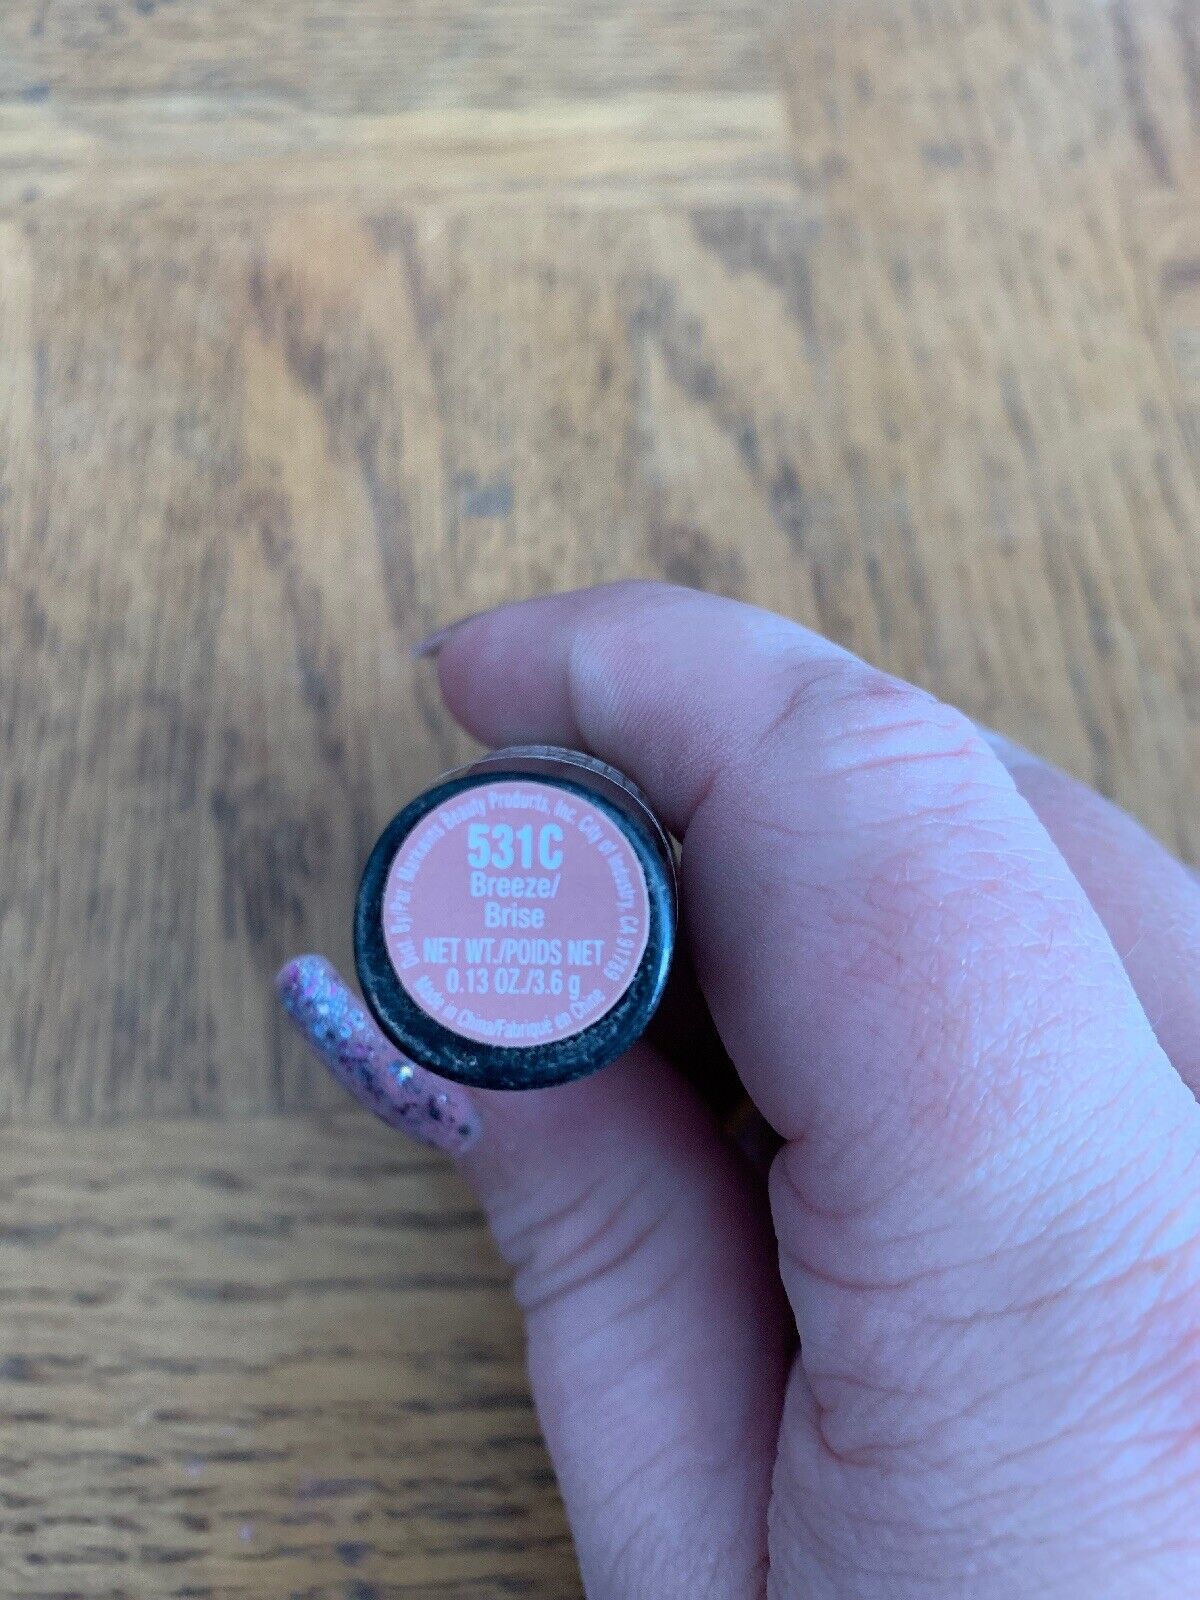 Dist. By/Par Markwins Beauty Products, Inc. City of Industry, CA 91789
531C
Breeze/
Brise
NET WT./POIDS NET
0.13 OZ./3.6 g
Made in China/Fabriqué en Chine